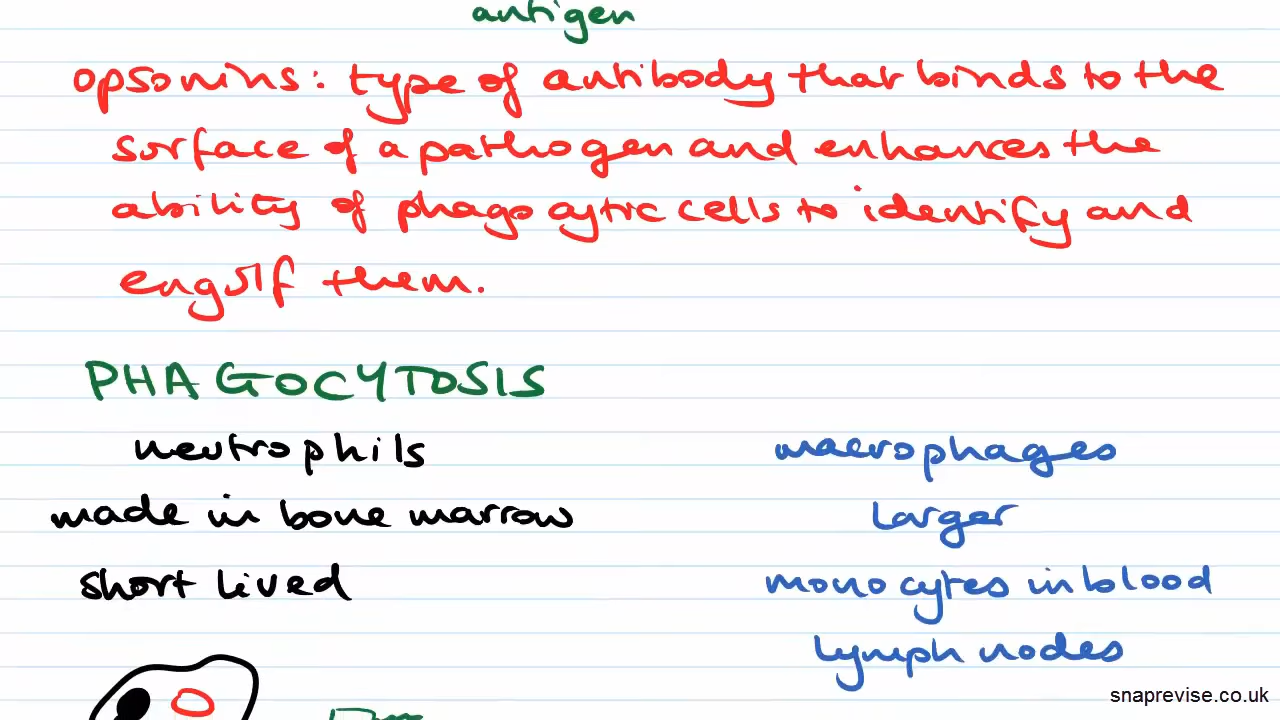 antigen
opsonins: type of antibody that binds to the
surface of a pathogen and enhances the
ability of phagocytic cells to identify and
engulf them.
PHAGOCYTOSIS
neutrophils
made in bone marrow
short lived
macrophages
larger
monocytes in blood
lymph nodes
snaprevise.co.uk